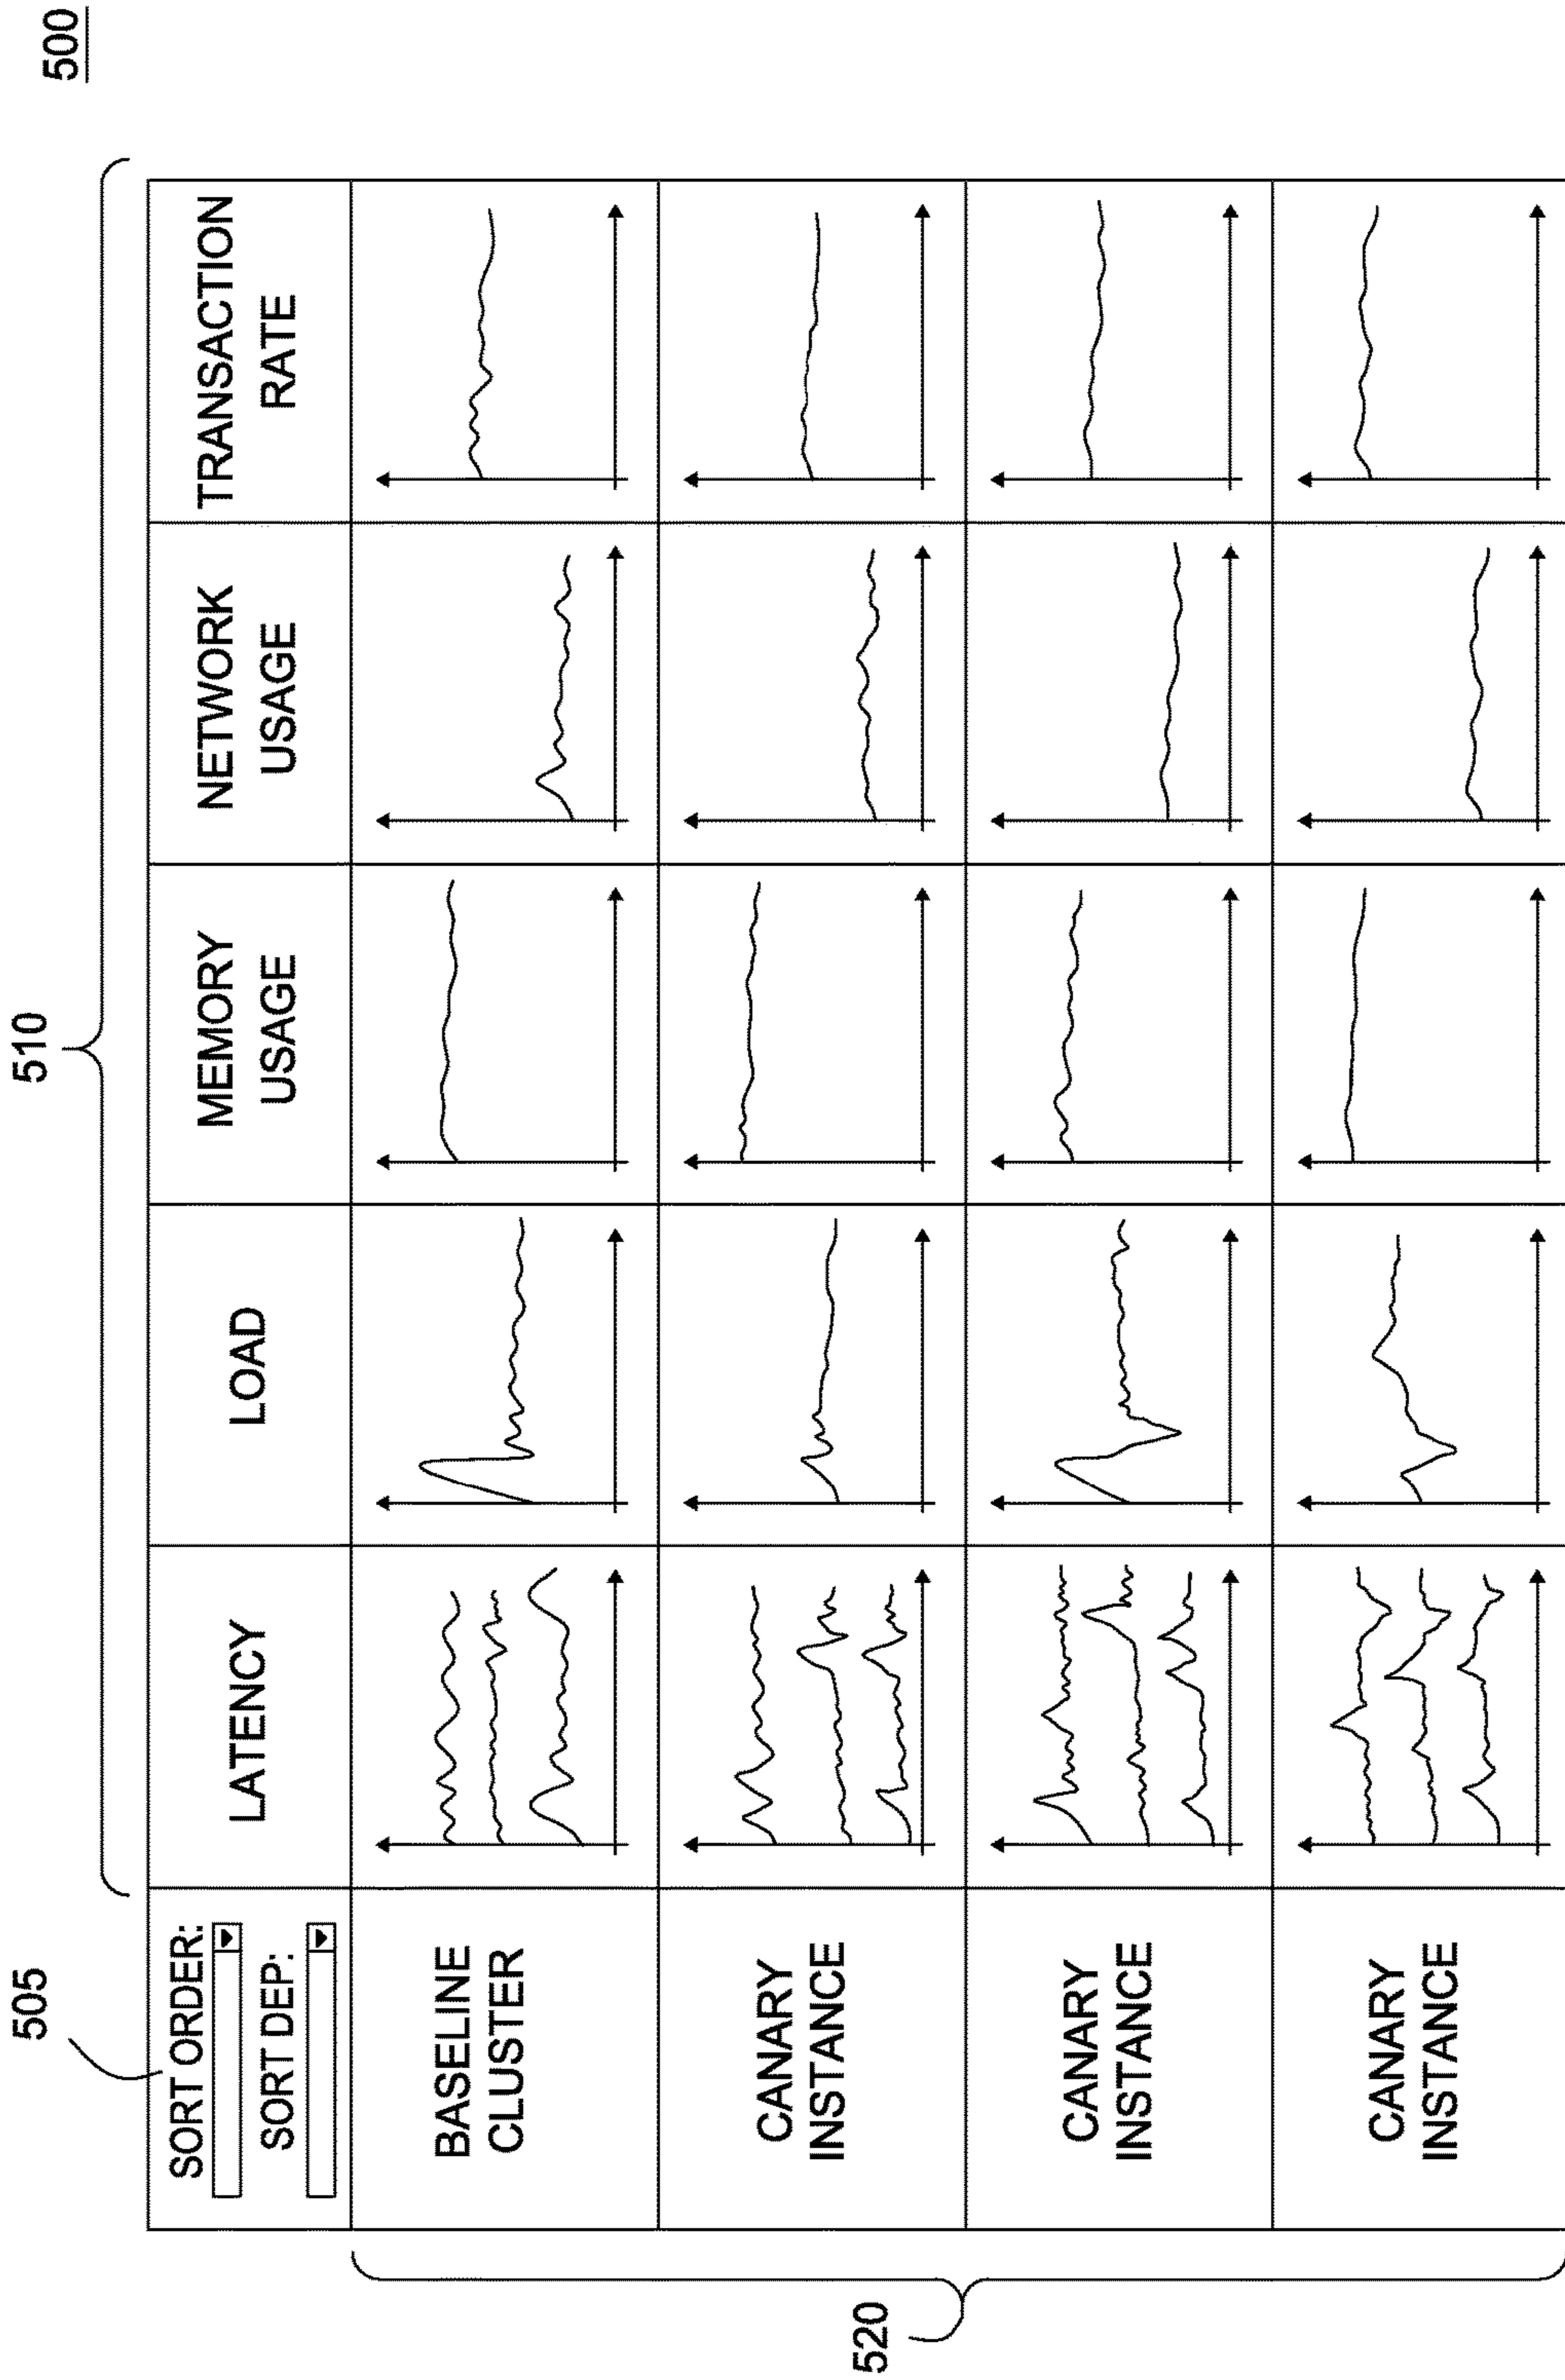 500
510
505
SORT ORDER:
SORT DEP:
LATENCY
LOAD
MEMORY
USAGE
NETWORK
USAGE
TRANSACTION
RATE
BASELINE
CLUSTER
CANARY
INSTANCE
CANARY
INSTANCE
CANARY
INSTANCE
520